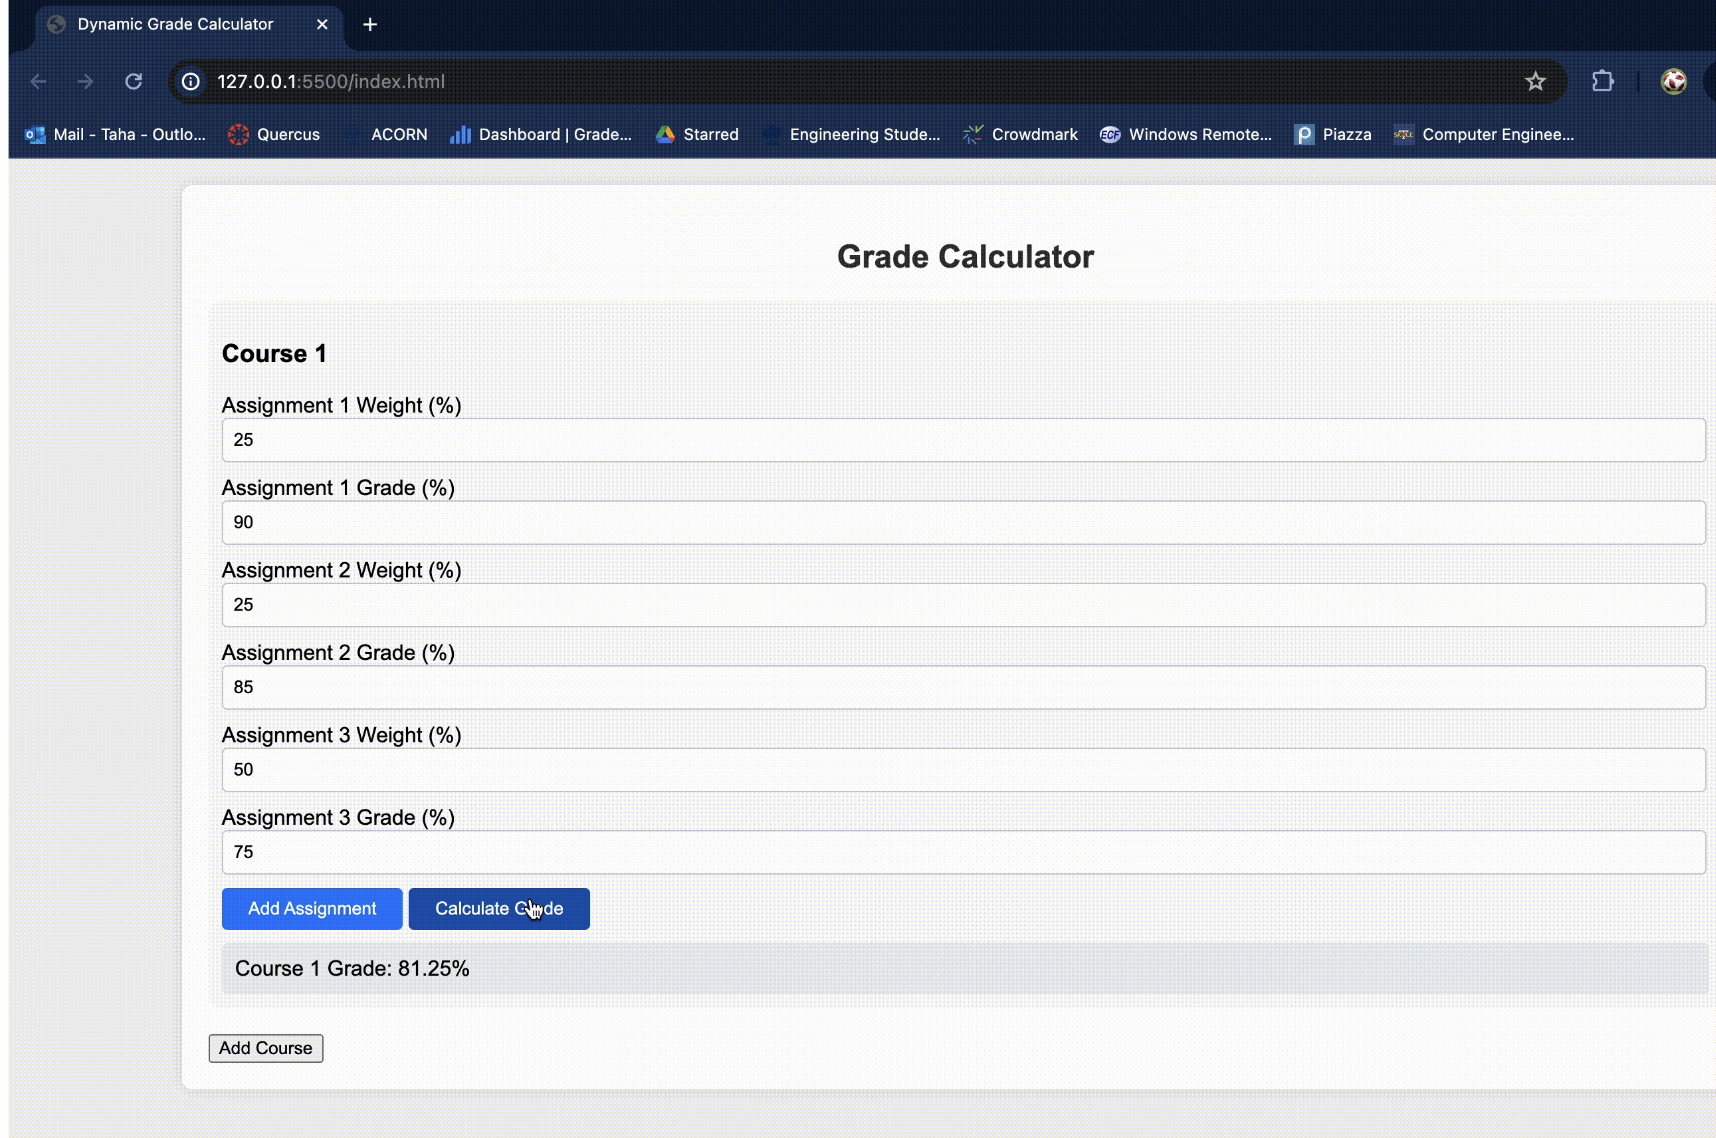 Dynamic Grade Calculator
127.0.0.1:5500/index.html
Mail - Taha - Outlo... Quercus ACORN Dashboard | Grade... Starred Engineering Stude... Crowdmark ECF Windows Remote... Piazza Computer Enginee...
Grade Calculator
Course 1
Assignment 1 Weight (%)
25
Assignment 1 Grade (%)
90
Assignment 2 Weight (%)
25
Assignment 2 Grade (%)
85
Assignment 3 Weight (%)
50
Assignment 3 Grade (%)
75
Add Assignment Calculate Grade
Course 1 Grade: 81.25%
Add Course